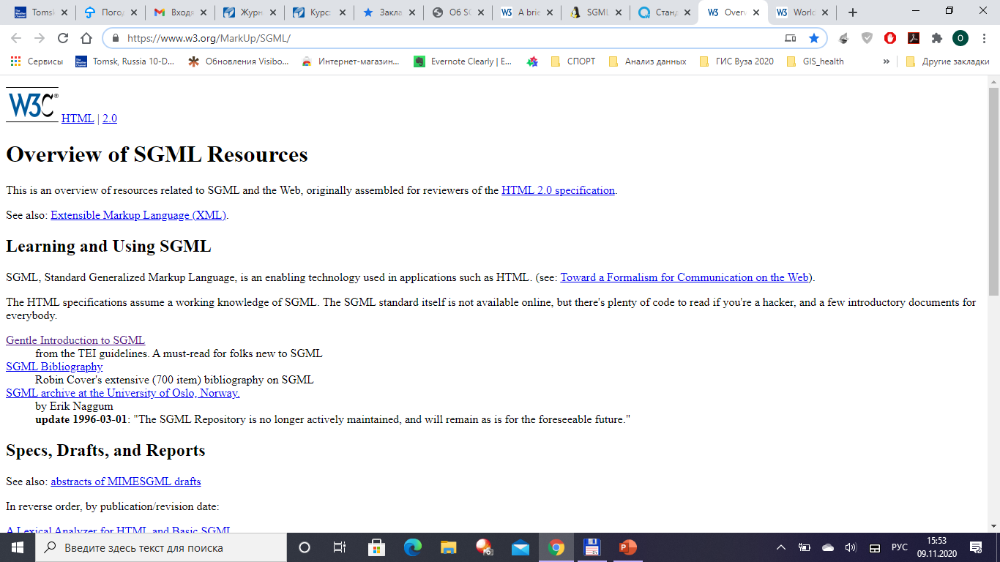 Tomsk
Погод
Входя
Журн
Курс:
Закла
Об SG
A brie
SGML
Станд
Overv
World
https://www.w3.org/MarkUp/SGML/
O
Сервисы
Tomsk, Russia 10-D...
Обновления Visibo...
Интернет-магазин...
Evernote Clearly | E...
СПОРТ
Анализ данных
ГИС Вуза 2020
GIS_health
»
Другие закладки
W3C® HTML | 2.0
Overview of SGML Resources
This is an overview of resources related to SGML and the Web, originally assembled for reviewers of the HTML 2.0 specification.
See also: Extensible Markup Language (XML).
Learning and Using SGML
SGML, Standard Generalized Markup Language, is an enabling technology used in applications such as HTML. (see: Toward a Formalism for Communication on the Web).
The HTML specifications assume a working knowledge of SGML. The SGML standard itself is not available online, but there's plenty of code to read if you're a hacker, and a few introductory documents for
everybody.
Gentle Introduction to SGML
from the TEI guidelines. A must-read for folks new to SGML
SGML Bibliography
Robin Cover's extensive (700 item) bibliography on SGML
SGML archive at the University of Oslo, Norway.
by Erik Naggum
update 1996-03-01: "The SGML Repository is no longer actively maintained, and will remain as is for the foreseeable future."
Specs, Drafts, and Reports
See also: abstracts of MIMESGML drafts
In reverse order, by publication/revision date:
A Lexical Analyzer for HTML and Basic SGML
Введите здесь текст для поиска
РУС
15:53
09.11.2020